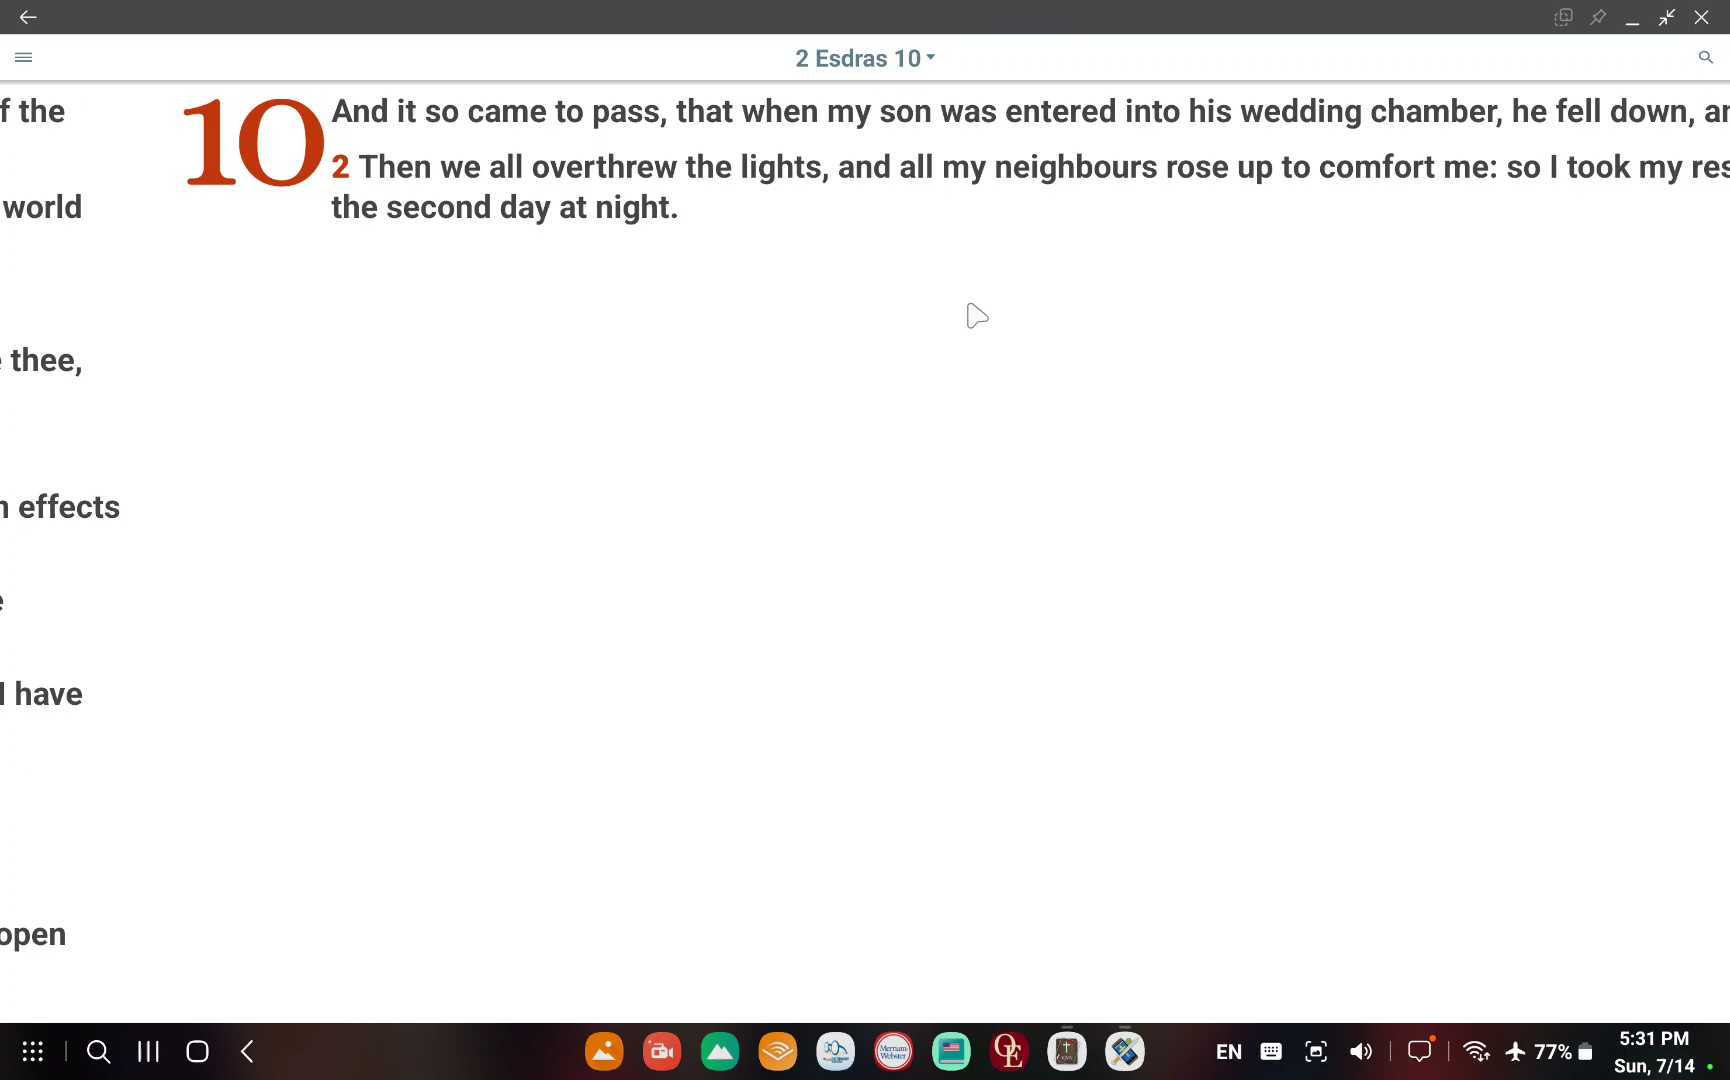 2 Esdras 10
f the
world
thee,
effects
I have
open
10 And it so came to pass, that when my son was entered into his wedding chamber, he fell down,
2 Then we all overthrew the lights, and all my neighbours rose up to comfort me: so I took my
the second day at night.
Merriam-
Webster
OE
EN
77%
5:31 PM
Sun, 7/14